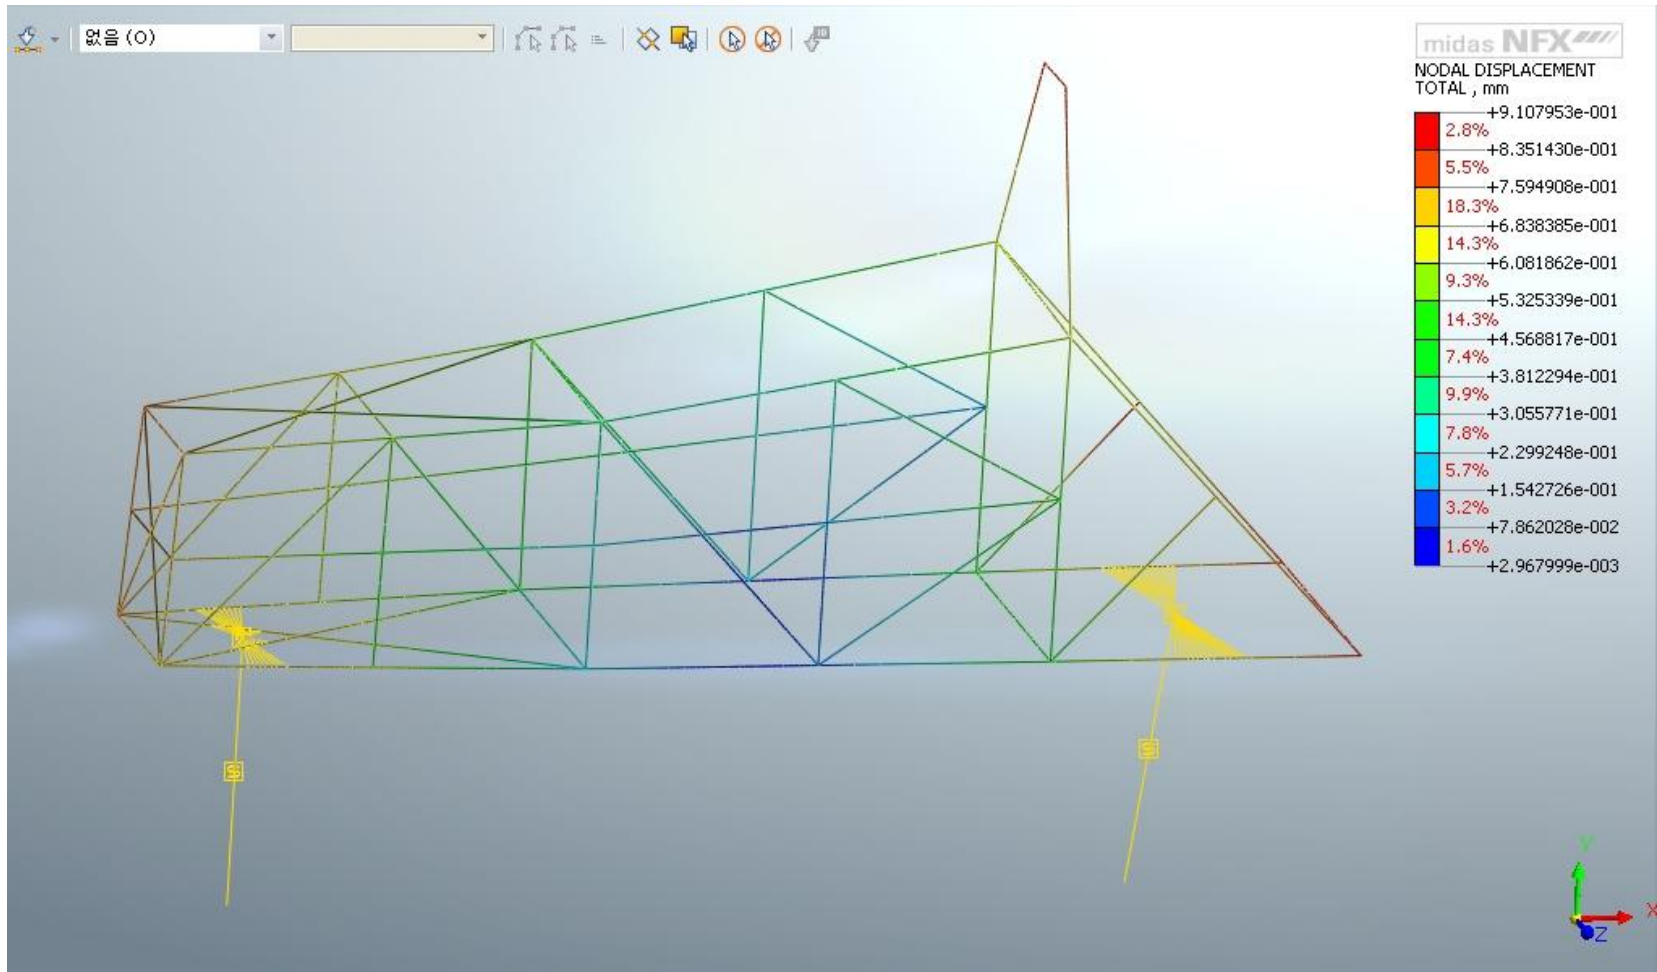 없음 (O)
midas NFX
NODAL DISPLACEMENT
TOTAL , mm
+9.107953e-001
2.8%
+8.351430e-001
5.5%
+7.594908e-001
18.3%
+6.838385e-001
14.3%
+6.081862e-001
9.3%
+5.325339e-001
14.3%
+4.568817e-001
7.4%
+3.812294e-001
9.9%
+3.055771e-001
7.8%
+2.299248e-001
5.7%
+1.542726e-001
3.2%
+7.862028e-002
1.6%
+2.967999e-003
Y
X
Z